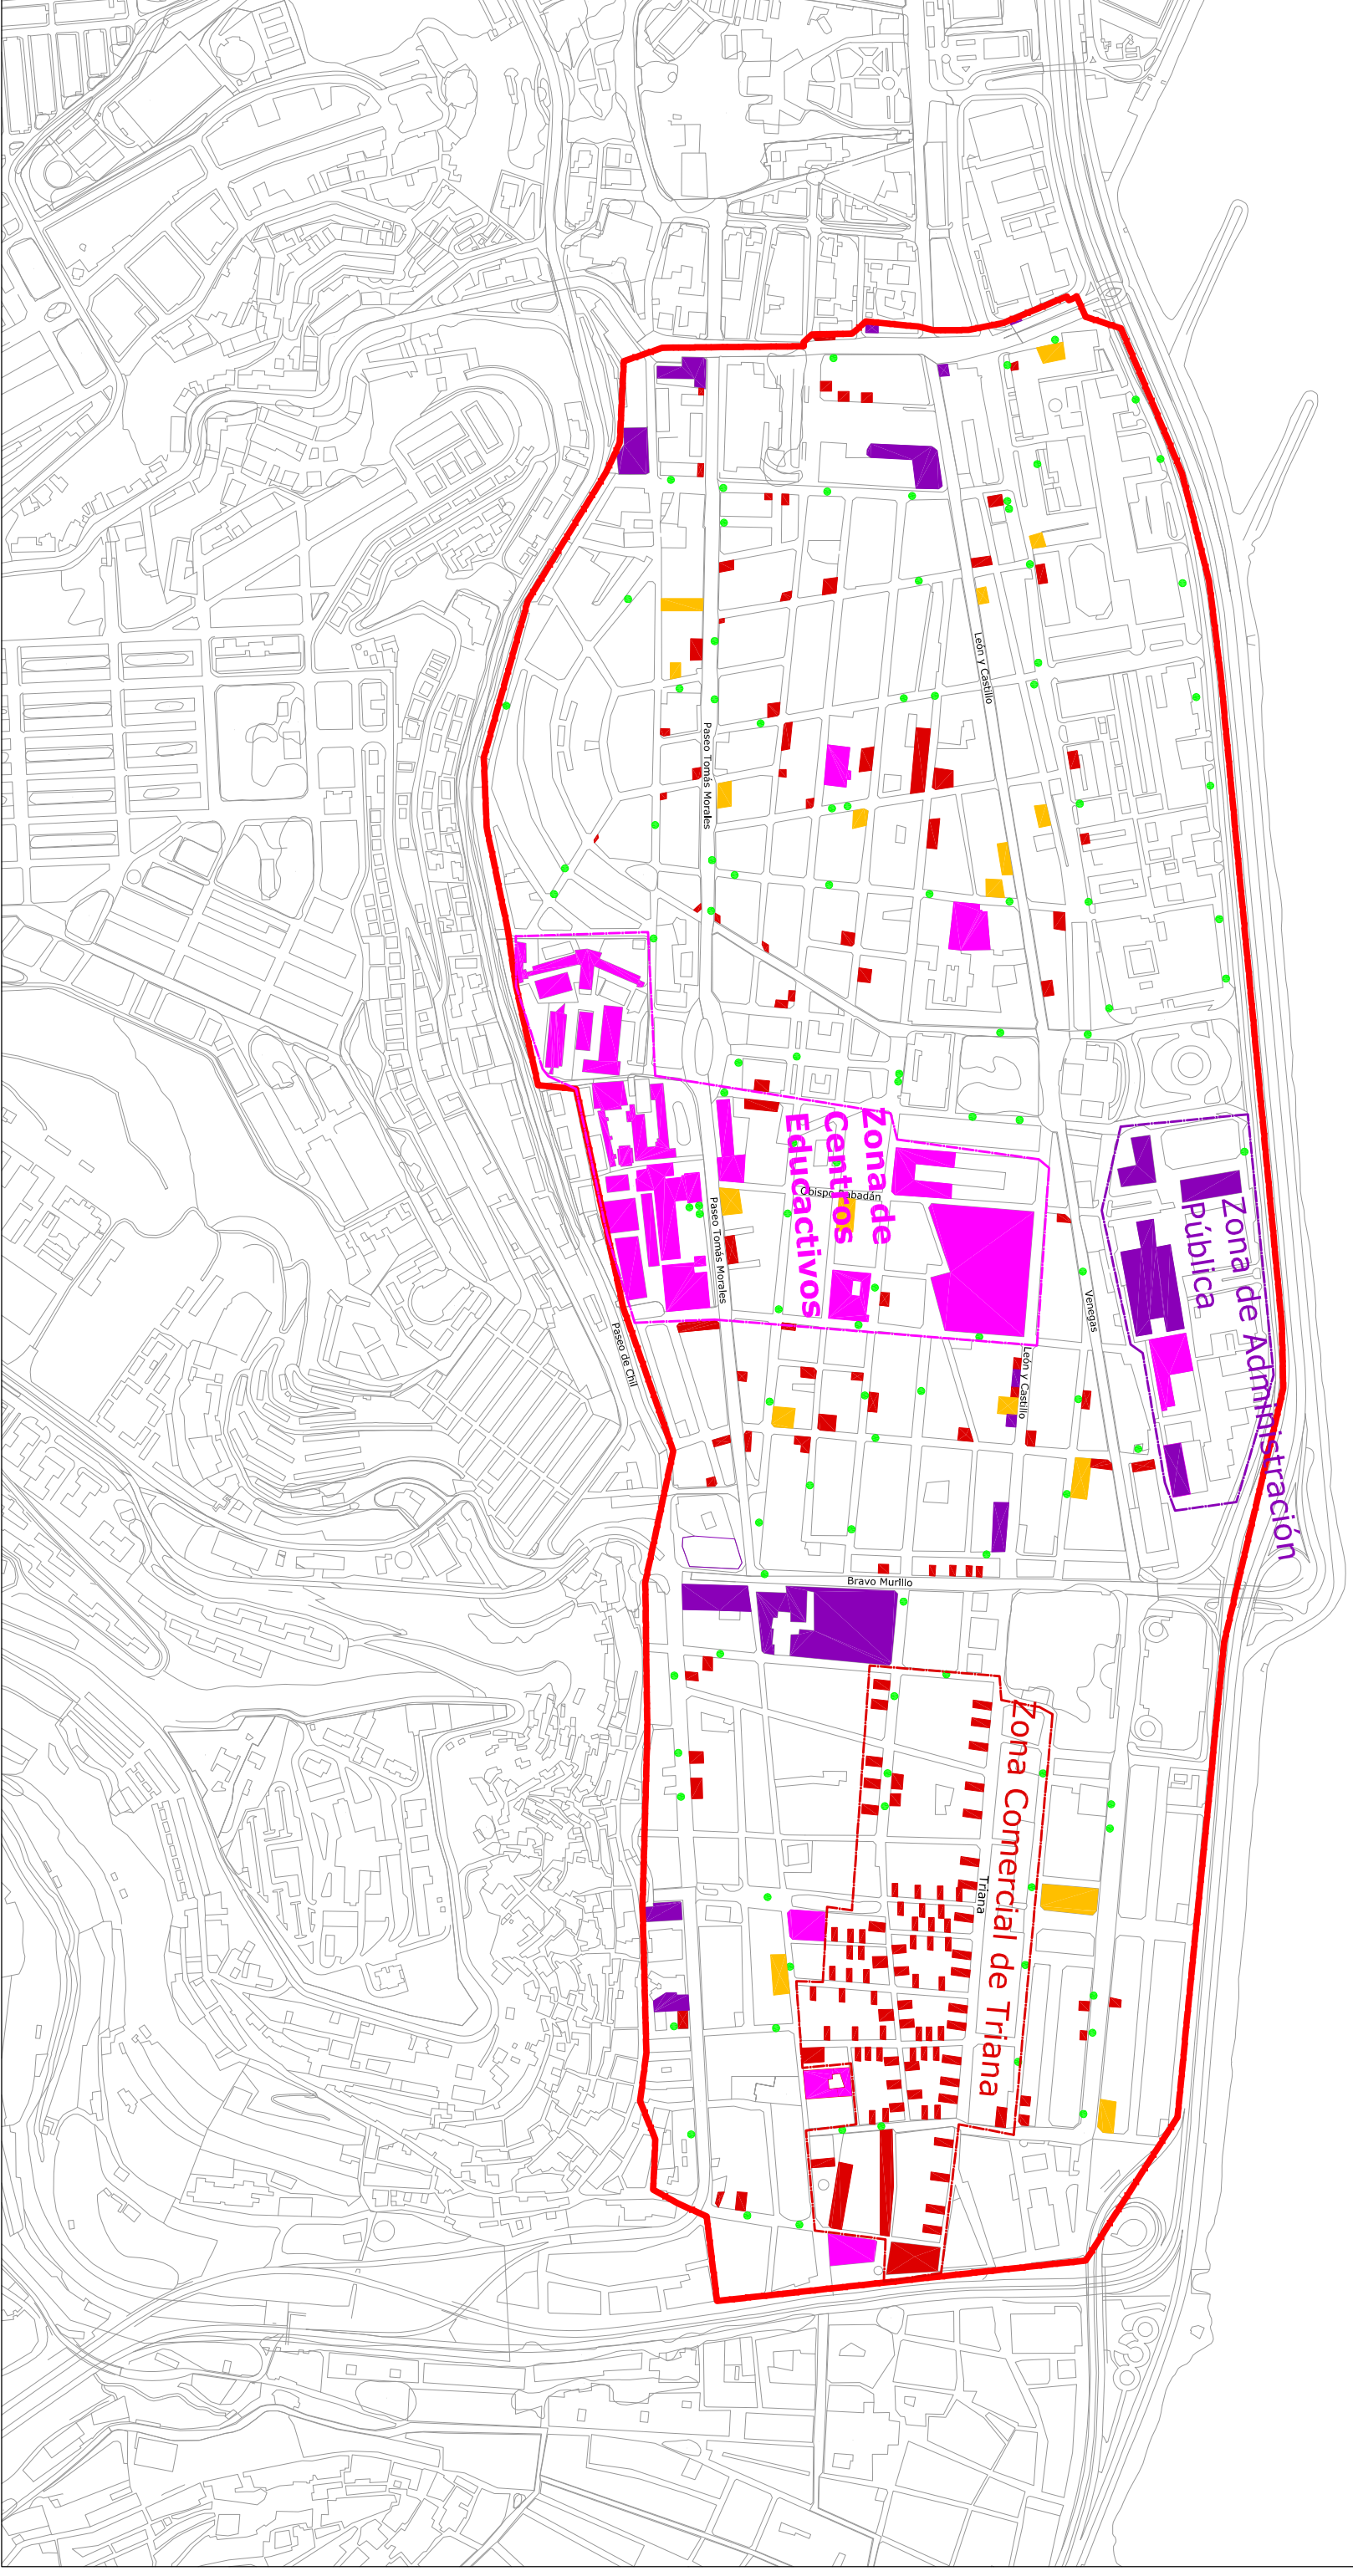 León y Castillo
Paseo Tomás Morales
Zona de
Centros
Educactivos
Obispo Rabadán
Paseo Tomás Morales
Zona de Administración
Pública
Venegas
Paseo de Chil
León y Castillo
Bravo Murillo
Zona Comercial de Triana
Triana